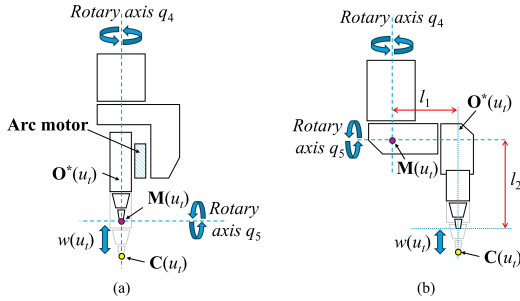 Rotary axis q4
Arc motor
O*(ut)
M(ut)
Rotary
axis q5
w(ut)
C(ut)
(a)
Rotary axis q4
l1
O*(ut)
Rotary
axis q5
M(ut)
l2
w(ut)
C(ut)
(b)